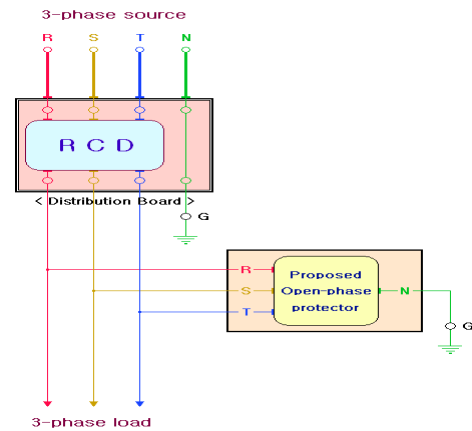 3-phase source
R S T N
R C D
< Distribution Board >
G
R
Proposed
S
Open-phase
N
T
protector
G
3-phase load